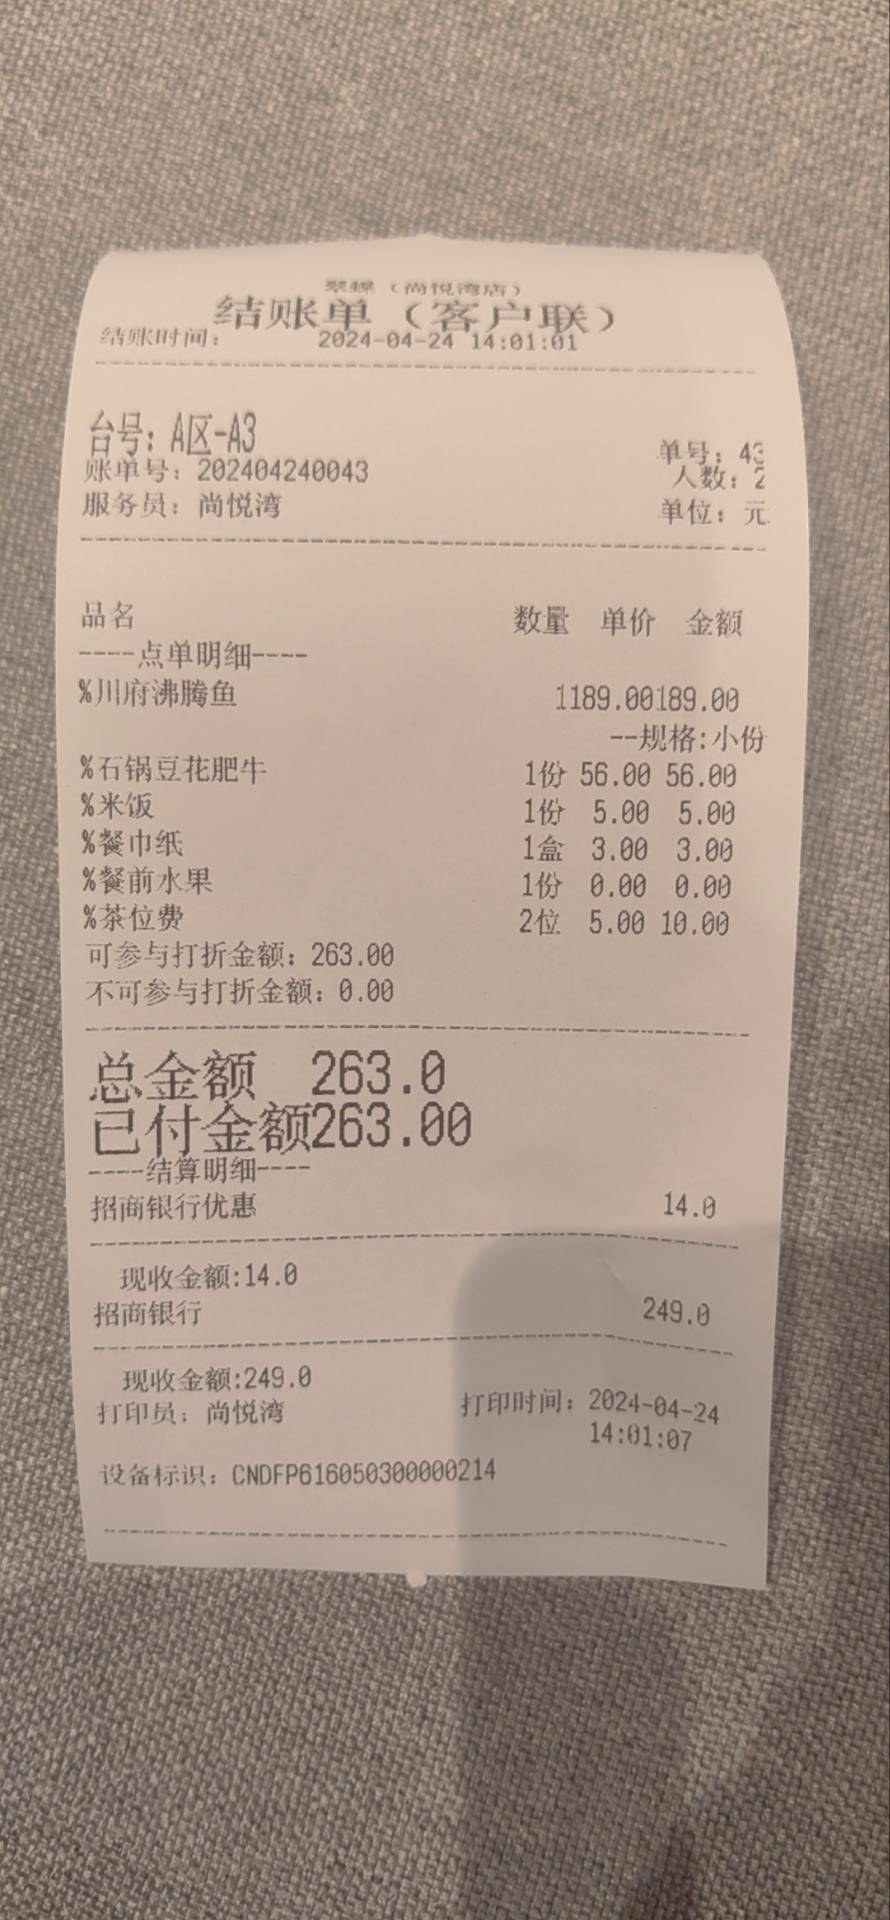 翠蝶（尚悦湾店）
结账单（客户联）
结账时间： 2024-04-24 14:01:01
台号：A区-A3
单号：43
账单号：202404240043
人数：2
服务员：尚悦湾
单位：元
品名 数量 单价 金额
----点单明细----
%川府沸腾鱼 1189.00189.00
--规格:小份
%石锅豆花肥牛 1份 56.00 56.00
%米饭 1份 5.00 5.00
%餐巾纸 1盒 3.00 3.00
%餐前水果 1份 0.00 0.00
%茶位费 2位 5.00 10.00
可参与打折金额：263.00
不可参与打折金额：0.00
总金额 263.0
已付金额263.00
----结算明细----
招商银行优惠 14.0
现收金额:14.0
招商银行 249.0
现收金额:249.0
打印员：尚悦湾 打印时间：2024-04-24
14:01:07
设备标识：CNDFP616050300000214